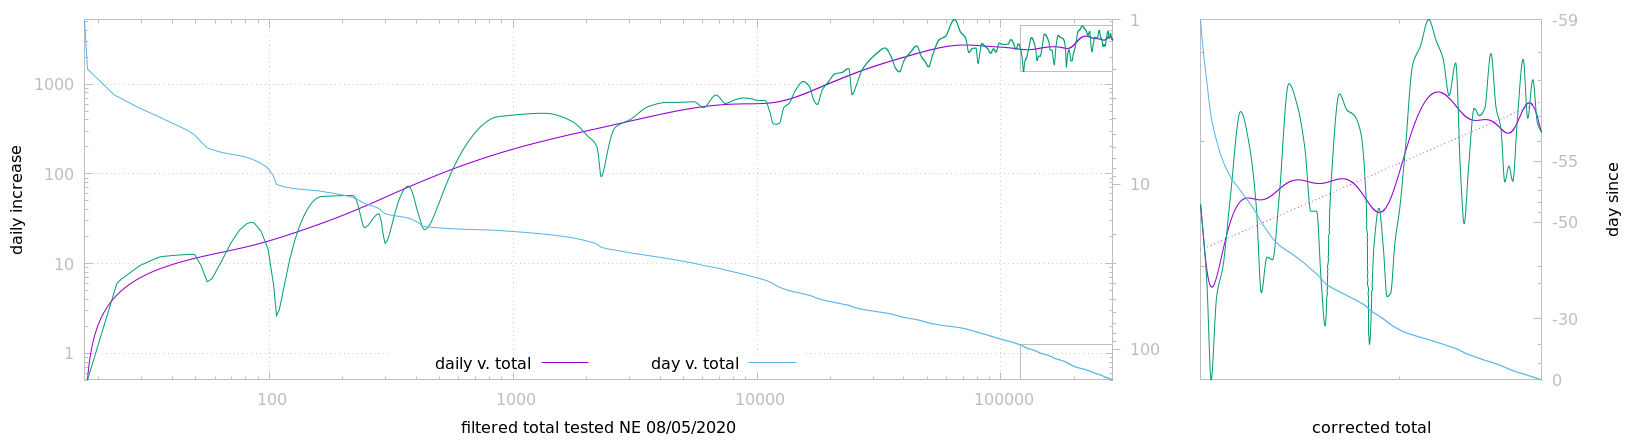 daily increase
1000
100
10
1
100
1000
10000
100000
filtered total tested NE 08/05/2020
daily v. total
day v. total
1
10
100
-59
-55
-50
-30
0
day since
corrected total